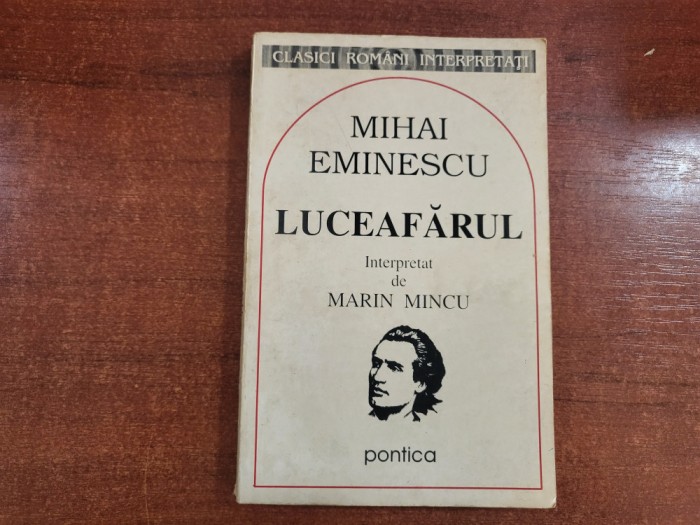 CLASICI ROMÂNI INTERPRETAȚI
MIHAI
EMINESCU
LUCEAFĂRUL
Interpretat
de
MARIN MINCU
pontica